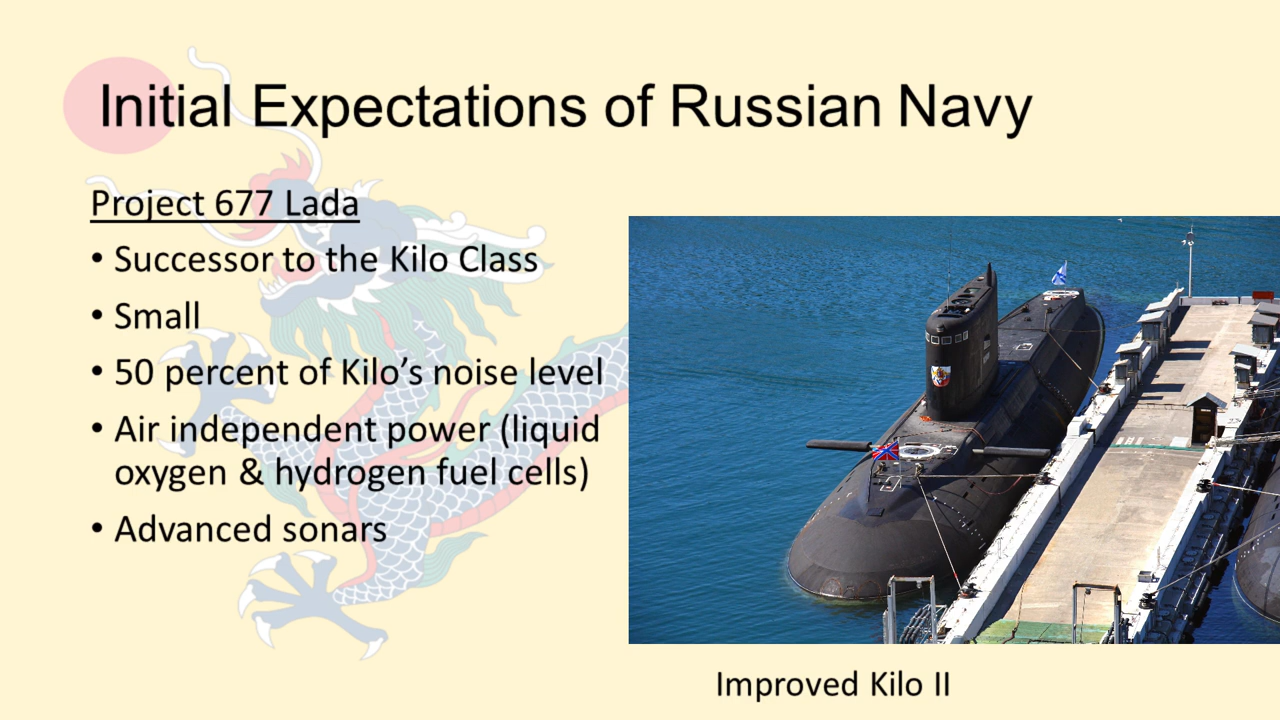 Initial Expectations of Russian Navy
Project 677 Lada
• Successor to the Kilo Class
• Small
• 50 percent of Kilo’s noise level
• Air independent power (liquid
oxygen & hydrogen fuel cells)
• Advanced sonars
Improved Kilo II